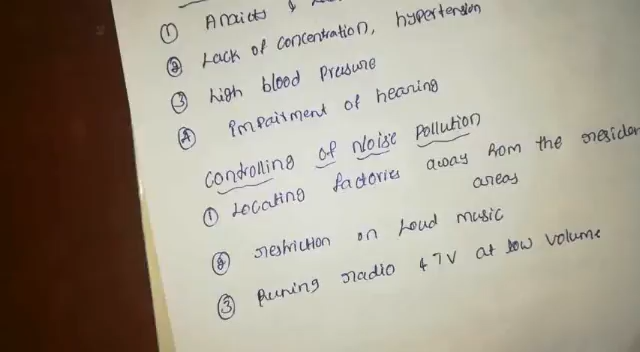 ① Anxiety &
② Lack of concentration, hypertension
③ high blood Pressure
④ Impairment of hearing
Controlling of Noise Pollution
① Locating factories away from the residen
areas
② restriction on Loud music
③ Running radio & TV at low volume